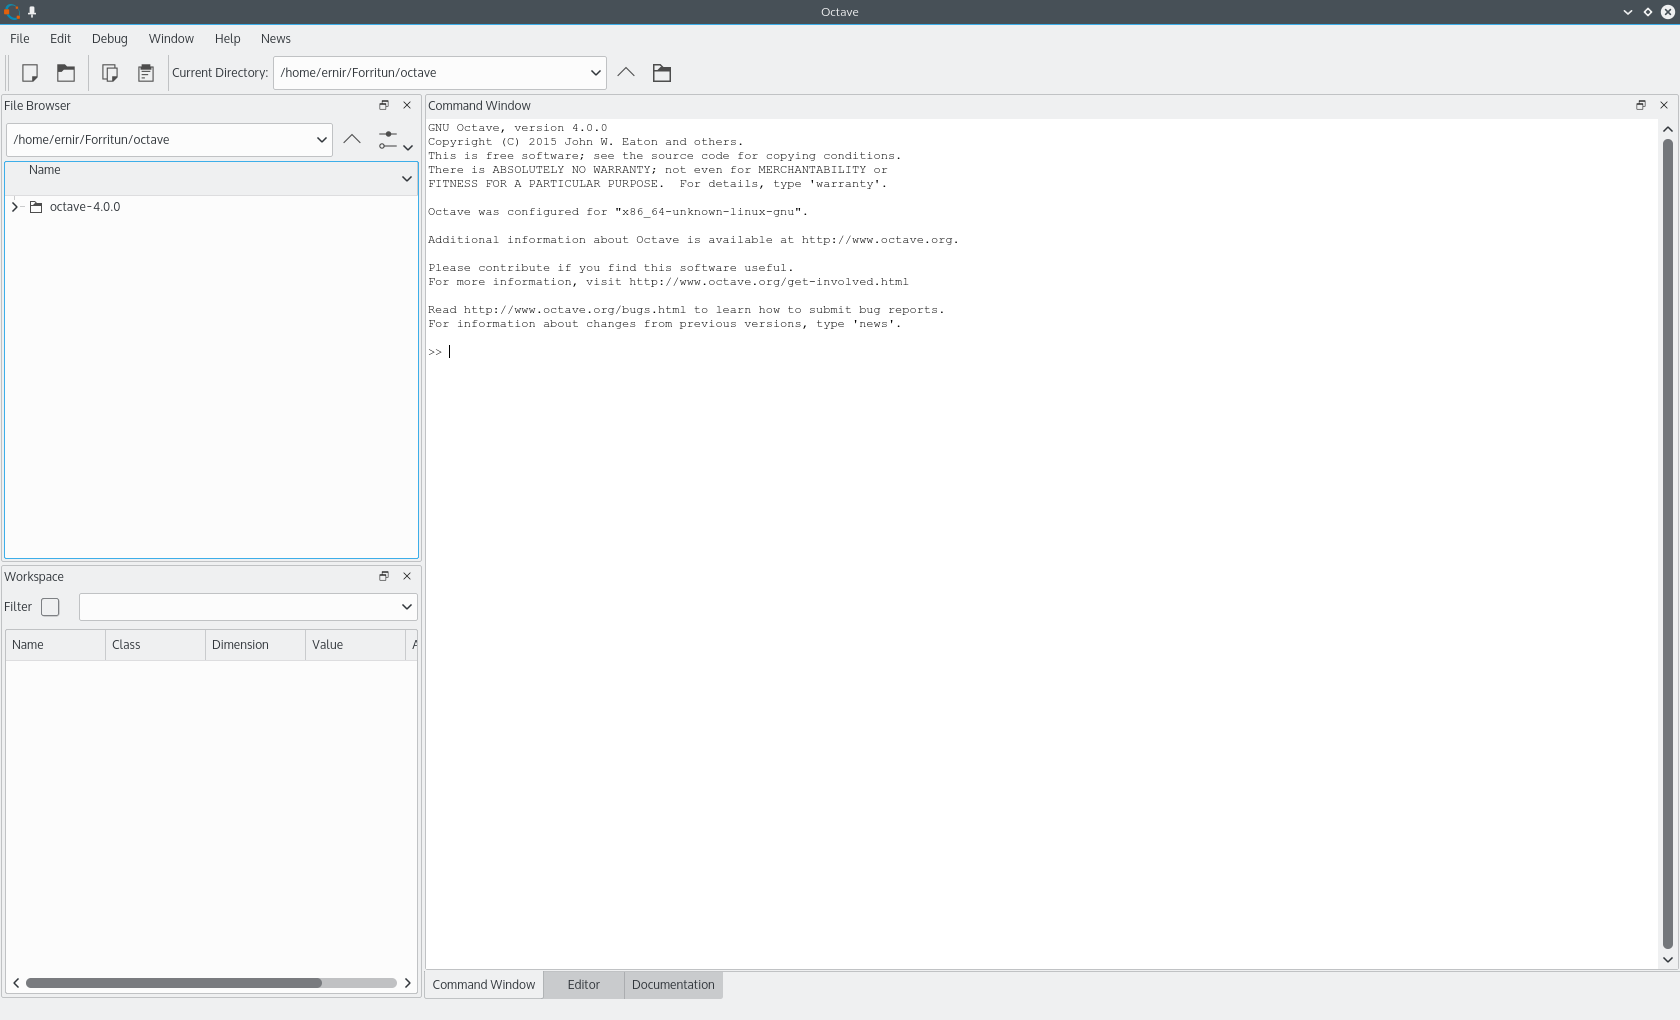 Octave
File Edit Debug Window Help News
Current Directory: /home/ernir/Forritun/octave
File Browser
/home/ernir/Forritun/octave
Name
octave-4.0.0
Workspace
Filter
Name Class Dimension Value
Command Window
GNU Octave, version 4.0.0
Copyright (C) 2015 John W. Eaton and others.
This is free software; see the source code for copying conditions.
There is ABSOLUTELY NO WARRANTY; not even for MERCHANTABILITY or
FITNESS FOR A PARTICULAR PURPOSE.  For details, type 'warranty'.
Octave was configured for "x86_64-unknown-linux-gnu".
Additional information about Octave is available at http://www.octave.org.
Please contribute if you find this software useful.
For more information, visit http://www.octave.org/get-involved.html
Read http://www.octave.org/bugs.html to learn how to submit bug reports.
For information about changes from previous versions, type 'news'.
>>
Command Window Editor Documentation